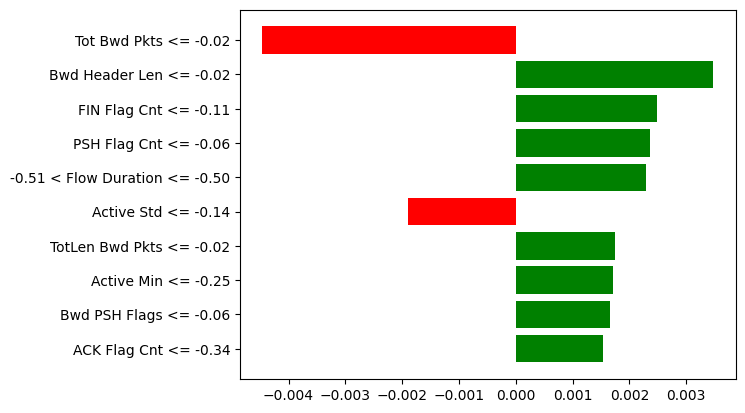 Tot Bwd Pkts <= -0.02
Bwd Header Len <= -0.02
FIN Flag Cnt <= -0.11
PSH Flag Cnt <= -0.06
-0.51 < Flow Duration <= -0.50
Active Std <= -0.14
TotLen Bwd Pkts <= -0.02
Active Min <= -0.25
Bwd PSH Flags <= -0.06
ACK Flag Cnt <= -0.34
−0.004 −0.003 −0.002 −0.001 0.000 0.001 0.002 0.003